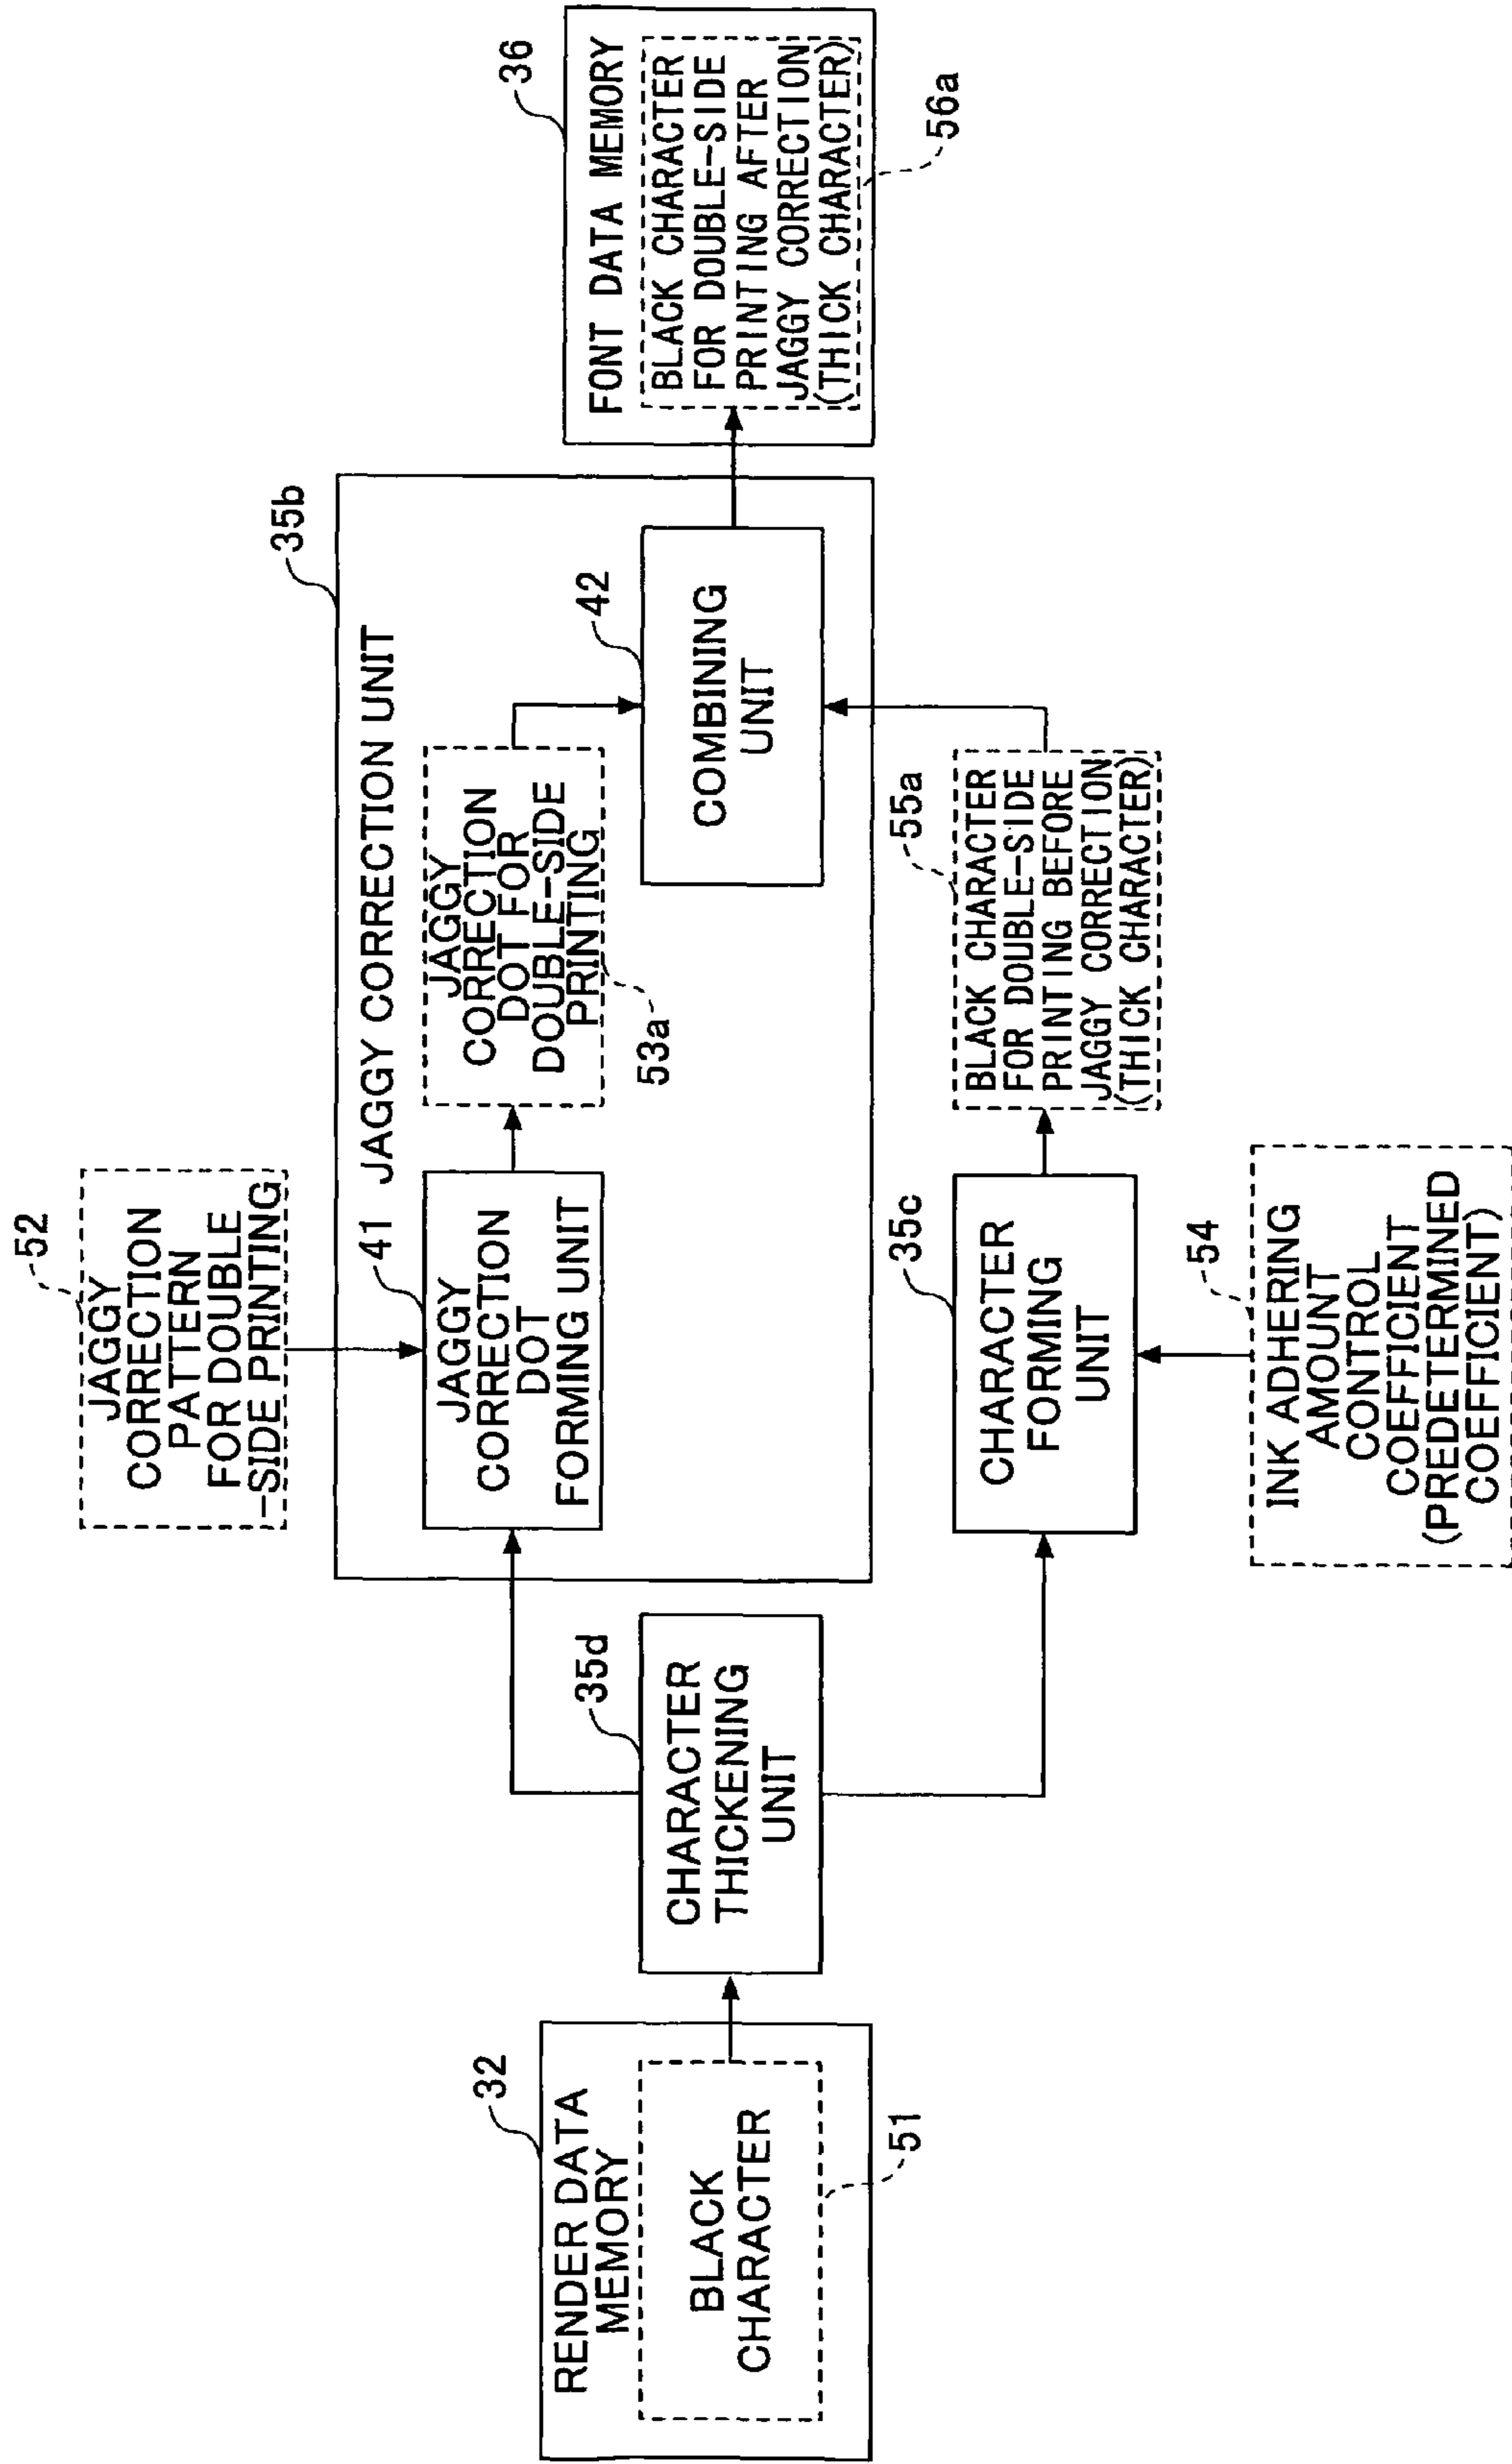 32
RENDER DATA
MEMORY
BLACK
CHARACTER
51
35d
CHARACTER
THICKENING
UNIT
52
JAGGY
CORRECTION
PATTERN
FOR DOUBLE
-SIDE PRINTING
35b
JAGGY CORRECTION UNIT
41
JAGGY
CORRECTION
DOT
FORMING UNIT
JAGGY
CORRECTION
DOT FOR
DOUBLE-SIDE
PRINTING
53a
42
COMBINING
UNIT
35c
CHARACTER
FORMING
UNIT
54
INK ADHERING
AMOUNT
CONTROL
COEFFICIENT
(PREDETERMINED
COEFFICIENT)
55a
BLACK CHARACTER
FOR DOUBLE-SIDE
PRINTING BEFORE
JAGGY CORRECTION
(THICK CHARACTER)
36
FONT DATA MEMORY
BLACK CHARACTER
FOR DOUBLE-SIDE
PRINTING AFTER
JAGGY CORRECTION
(THICK CHARACTER)
56a